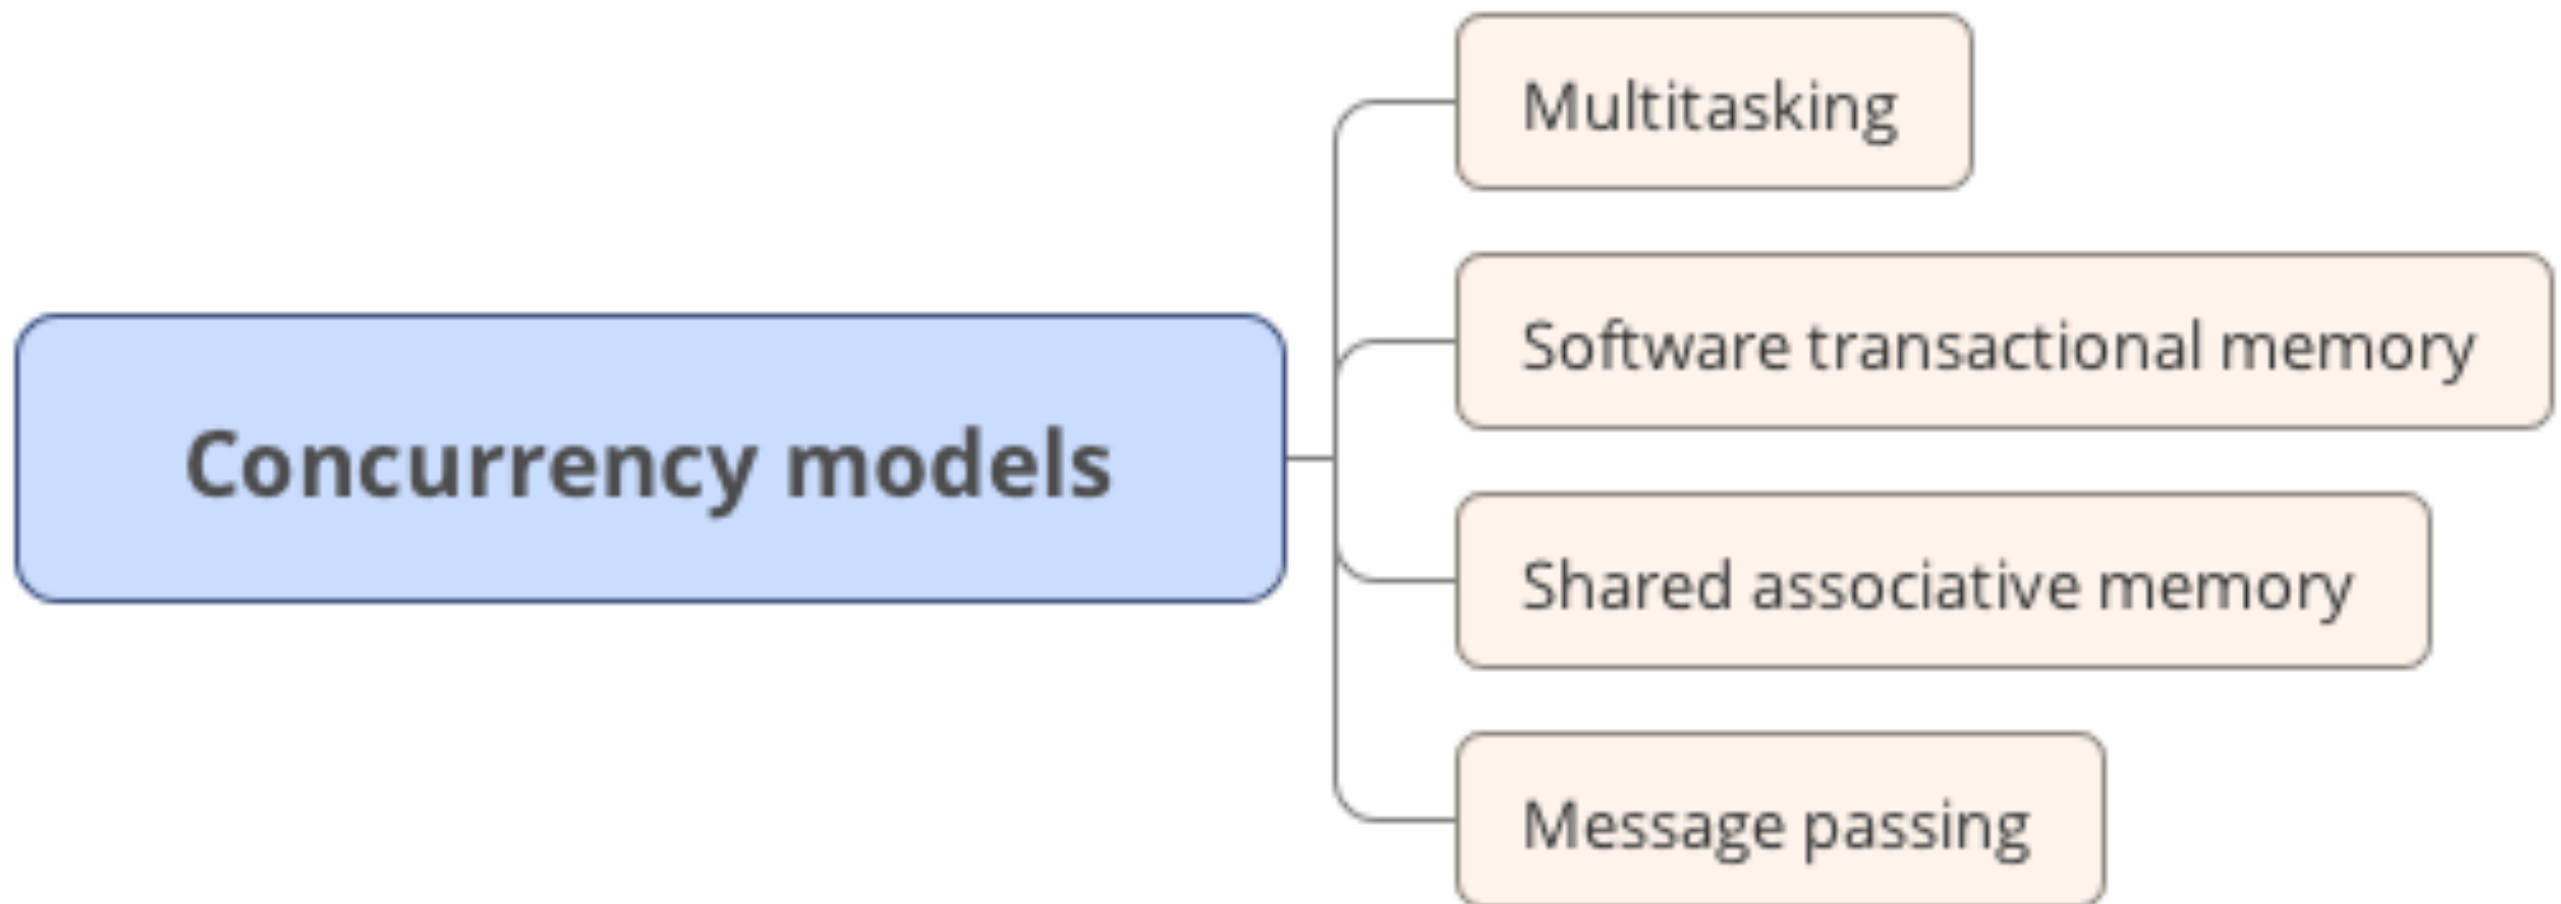 Multitasking
Software transactional memory
Concurrency models
Shared associative memory
Message passing